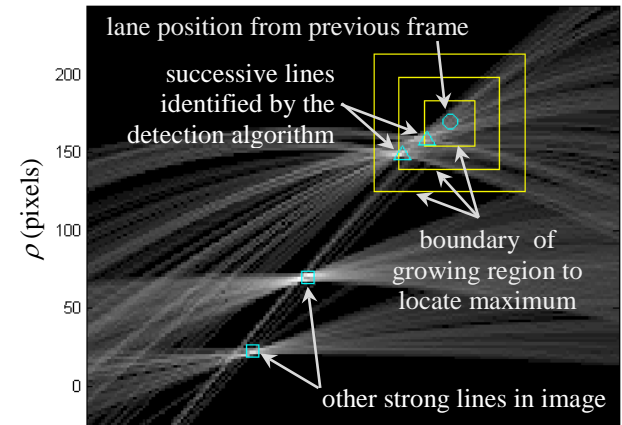 lane position from previous frame
successive lines
identified by the
detection algorithm
200
150
100
50
0
ρ (pixels)
boundary of
growing region to
locate maximum
other strong lines in image